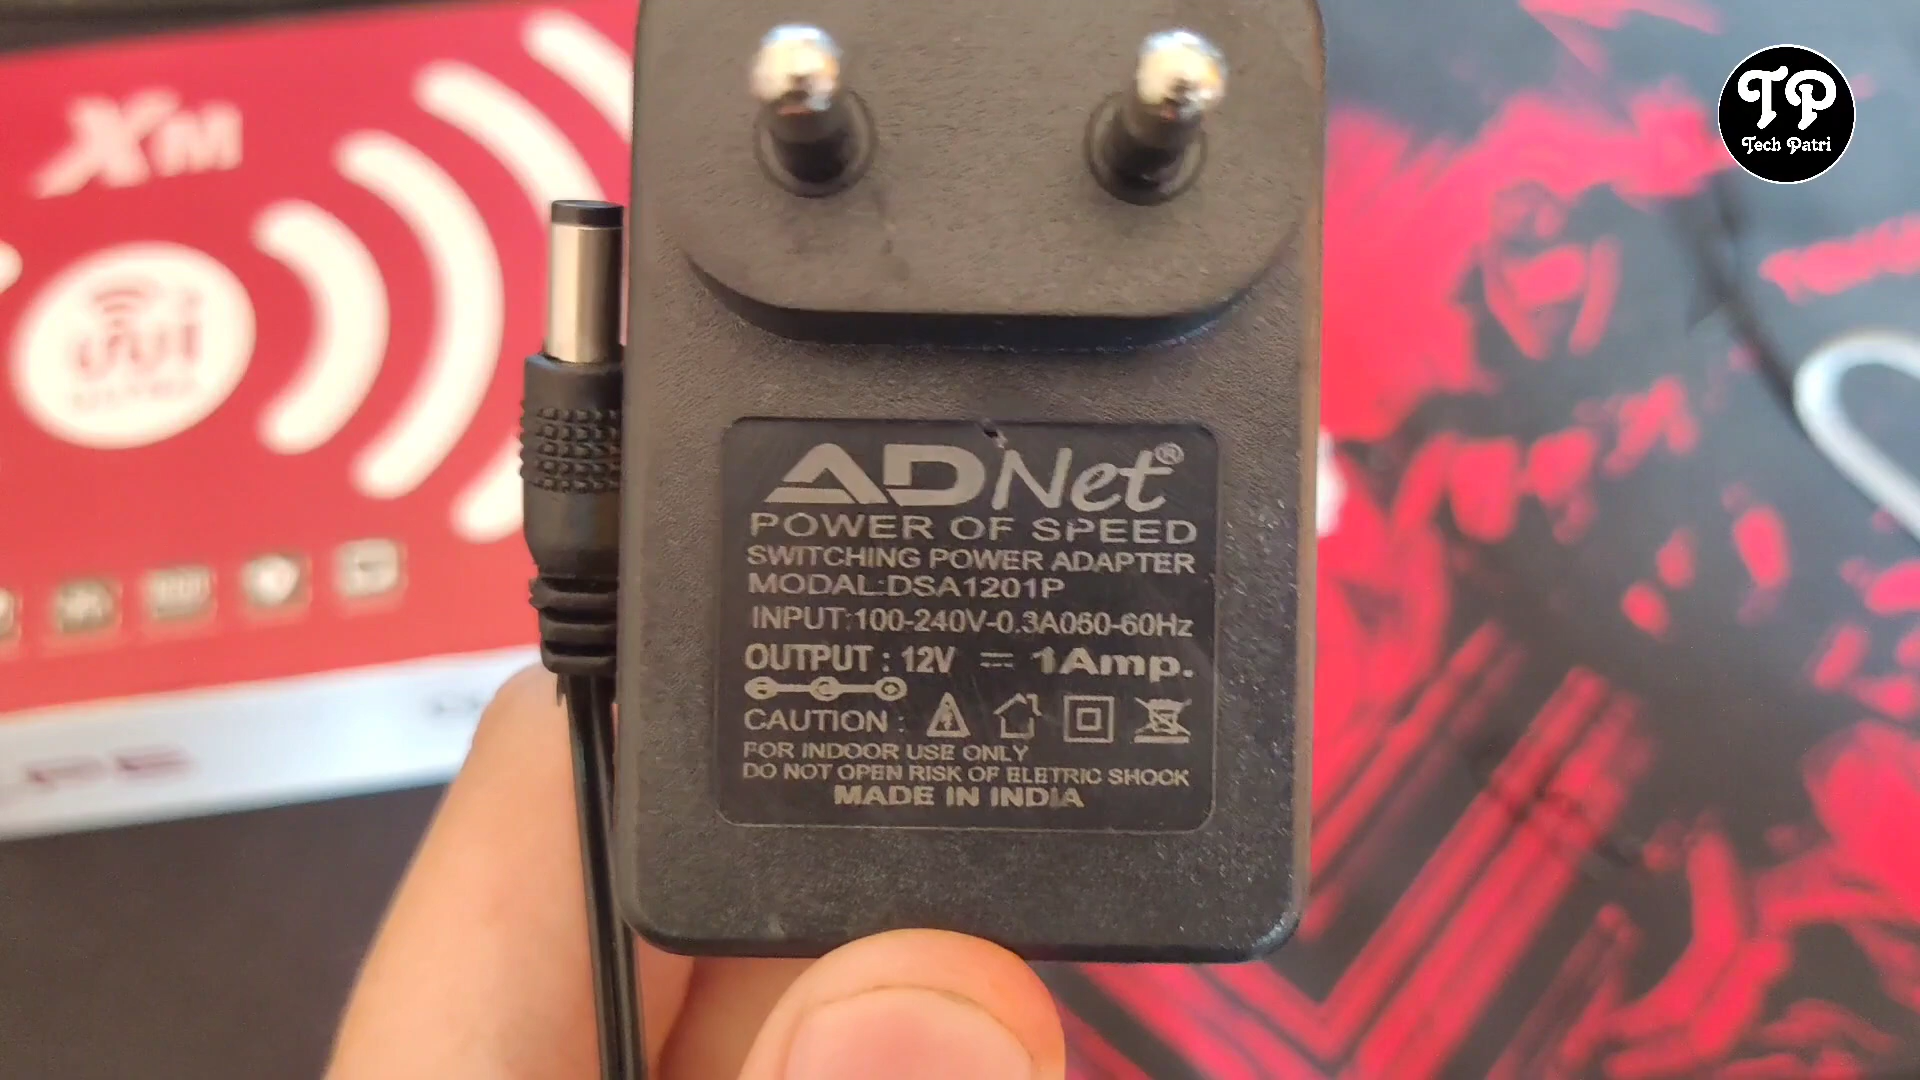 XM
TP
Tech Patri
ADNet®
POWER OF SPEED
SWITCHING POWER ADAPTER
MODAL:DSA1201P
INPUT:100-240V-0.3A050-60Hz
OUTPUT : 12V ⎓ 1Amp.
CAUTION :
FOR INDOOR USE ONLY
DO NOT OPEN RISK OF ELETRIC SHOCK
MADE IN INDIA